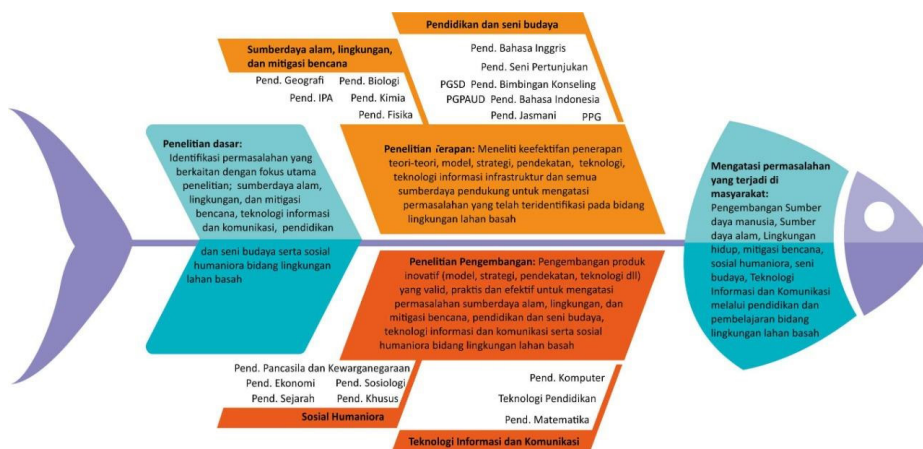 Pendidikan dan seni budaya
Pend. Bahasa Inggris
Pend. Seni Pertunjukan
PGSD Pend. Bimbingan Konseling
PGPAUD Pend. Bahasa Indonesia
Pend. Jasmani PPG
Sumberdaya alam, lingkungan,
dan mitigasi bencana
Pend. Geografi Pend. Biologi
Pend. IPA Pend. Kimia
Pend. Fisika
Penelitian dasar:
Identifikasi permasalahan yang
berkaitan dengan fokus utama
penelitian; sumberdaya alam,
lingkungan, dan mitigasi
bencana, teknologi informasi
dan komunikasi, pendidikan
dan seni budaya serta sosial
humaniora bidang lingkungan
lahan basah
Penelitian Terapan: Meneliti keefektifan penerapan
teori-teori, model, strategi, pendekatan, teknologi,
teknologi informasi infrastruktur dan semua
sumberdaya pendukung untuk mengatasi
permasalahan yang telah teridentifikasi pada bidang
lingkungan lahan basah
Penelitian Pengembangan: Pengembangan produk
inovatif (model, strategi, pendekatan, teknologi dll)
yang valid, praktis dan efektif untuk mengatasi
permasalahan sumberdaya alam, lingkungan, dan
mitigasi bencana, pendidikan dan seni budaya,
teknologi informasi dan komunikasi serta sosial
humaniora bidang lingkungan lahan basah
Pend. Pancasila dan Kewarganegaraan
Pend. Ekonomi Pend. Sosiologi
Pend. Sejarah Pend. Khusus
Sosial Humaniora
Pend. Komputer
Teknologi Pendidikan
Pend. Matematika
Teknologi Informasi dan Komunikasi
Mengatasi permasalahan
yang terjadi di
masyarakat:
Pengembangan Sumber
daya manusia, Sumber
daya alam, Lingkungan
hidup, mitigasi bencana,
sosial humaniora, seni
budaya, Teknologi
Informasi dan Komunikasi
melalui pendidikan dan
pembelajaran bidang
lingkungan lahan basah